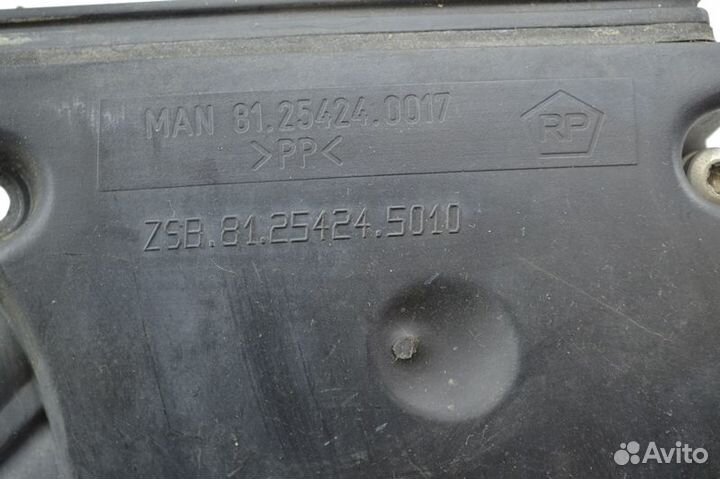 MAN 81.25424.0017
>PP<
RP
ZSB.81.25424.5010
Avito